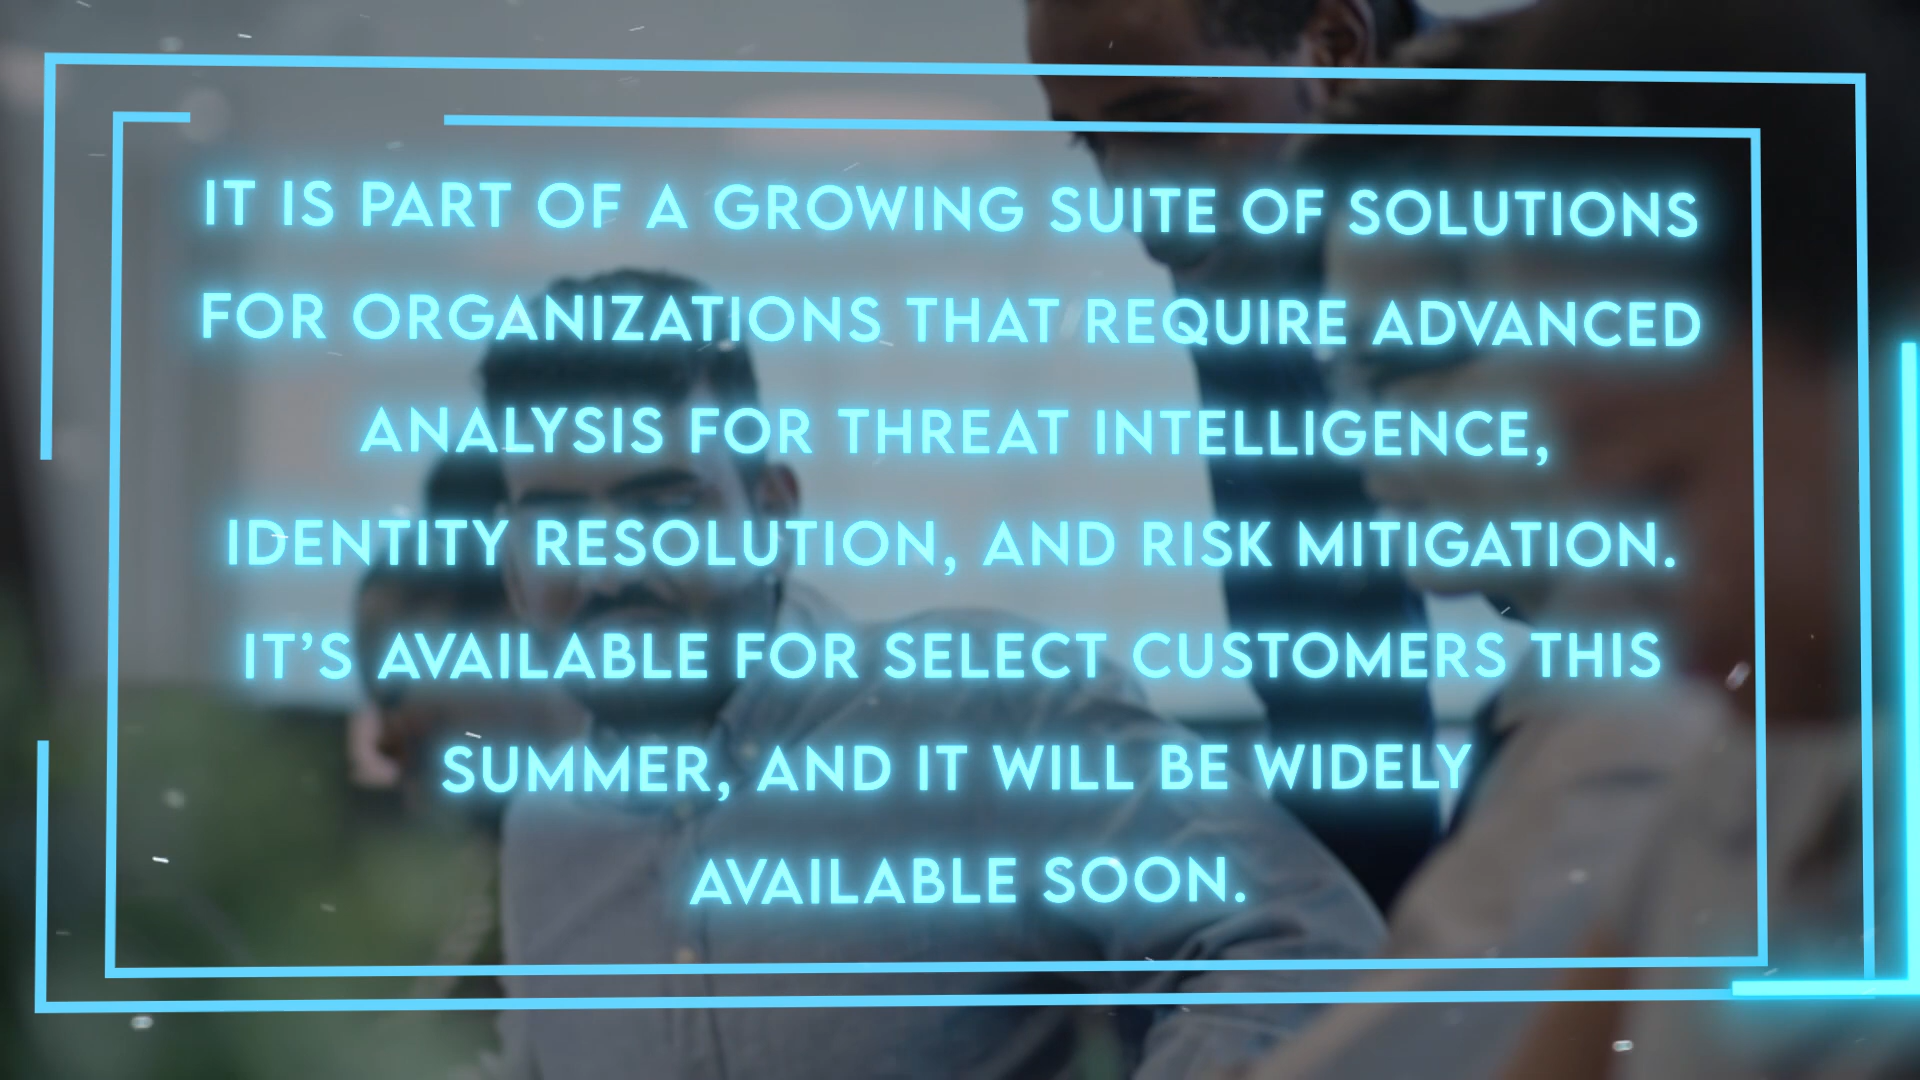 IT IS PART OF A GROWING SUITE OF SOLUTIONS
FOR ORGANIZATIONS THAT REQUIRE ADVANCED
ANALYSIS FOR THREAT INTELLIGENCE,
IDENTITY RESOLUTION, AND RISK MITIGATION.
IT’S AVAILABLE FOR SELECT CUSTOMERS THIS
SUMMER, AND IT WILL BE WIDELY
AVAILABLE SOON.